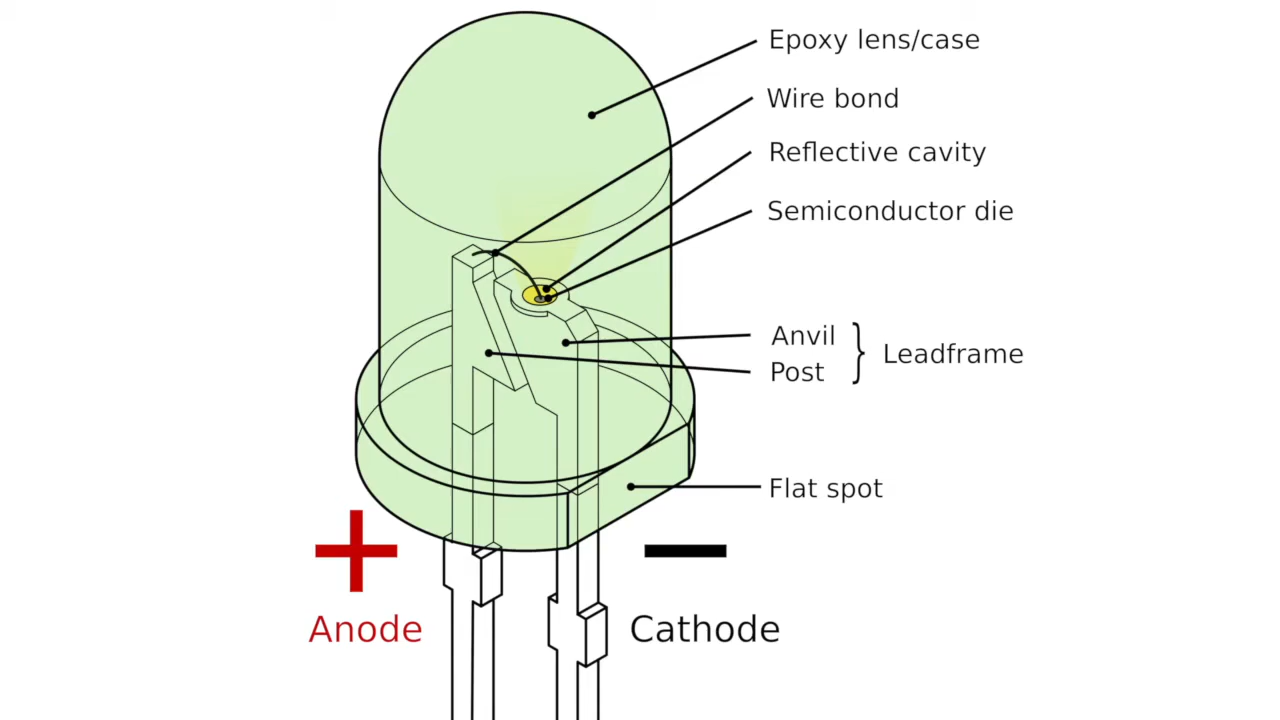 Epoxy lens/case
Wire bond
Reflective cavity
Semiconductor die
Anvil
Post
} Leadframe
Flat spot
+
−
Anode
Cathode